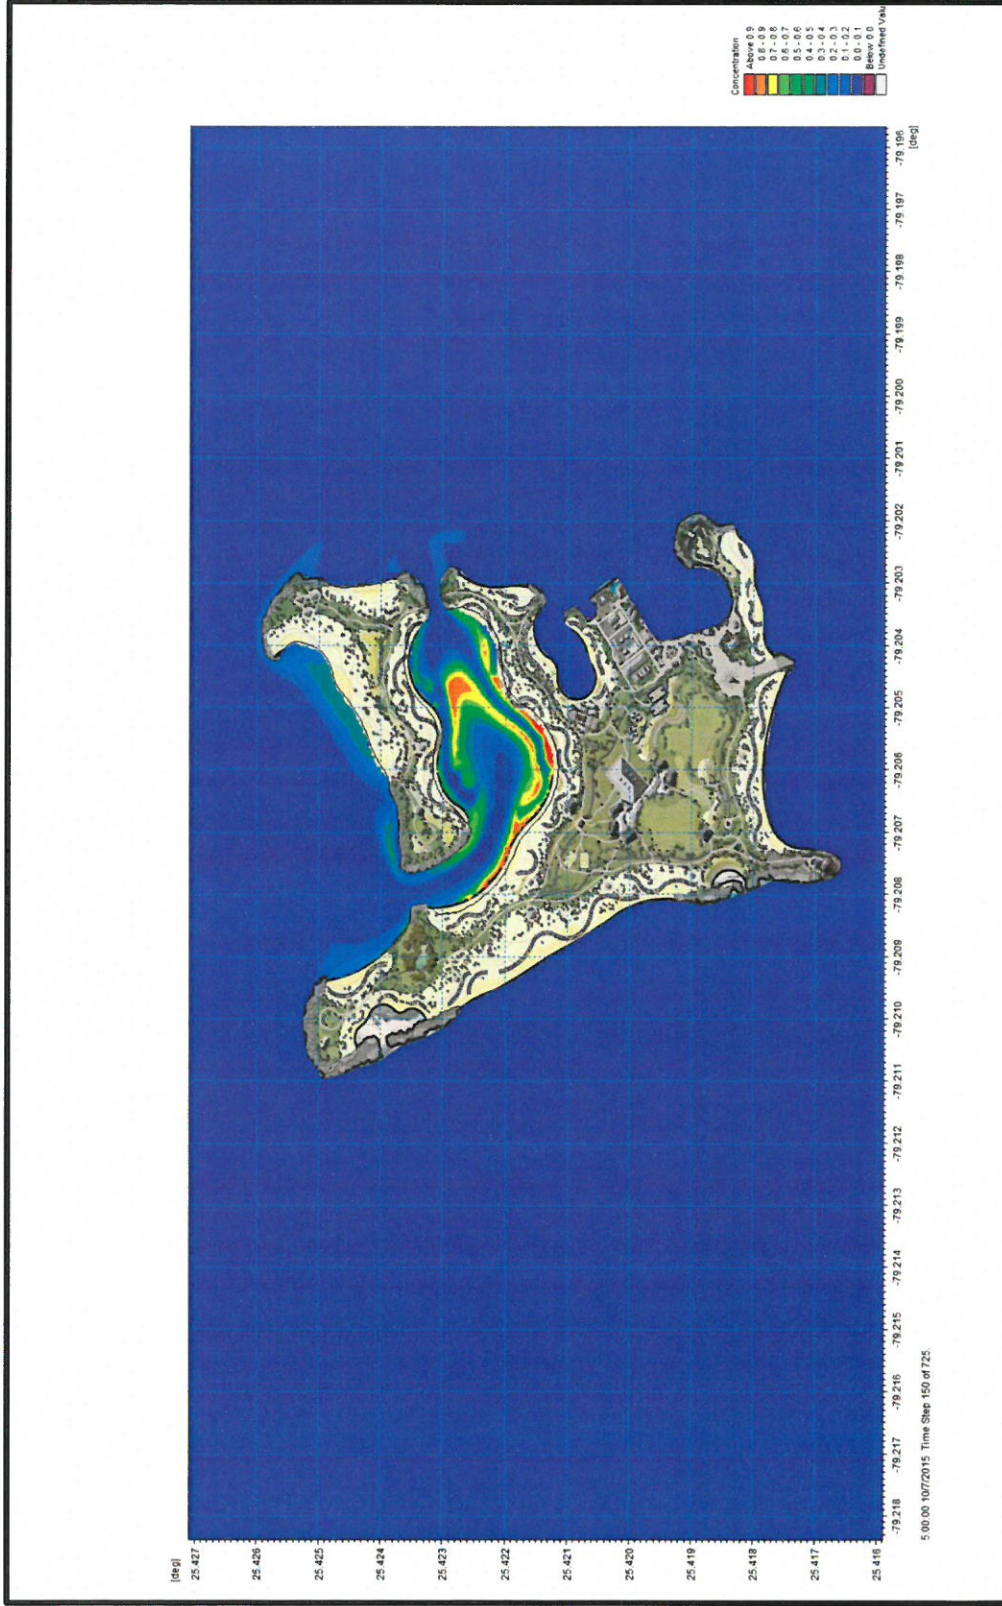 Concentration
Above 0.9
0.8 - 0.9
0.7 - 0.8
0.6 - 0.7
0.5 - 0.6
0.4 - 0.5
0.3 - 0.4
0.2 - 0.3
0.1 - 0.2
0.0 - 0.1
Below 0.0
Undefined Valu
[deg]
25.427
25.426
25.425
25.424
25.423
25.422
25.421
25.420
25.419
25.418
25.417
25.416
-79.218
-79.217
-79.216
-79.215
-79.214
-79.213
-79.212
-79.211
-79.210
-79.209
-79.208
-79.207
-79.206
-79.205
-79.204
-79.203
-79.202
-79.201
-79.200
-79.199
-79.198
-79.197
-79.196
[deg]
5:00:00 10/7/2015 Time Step 150 of 725.